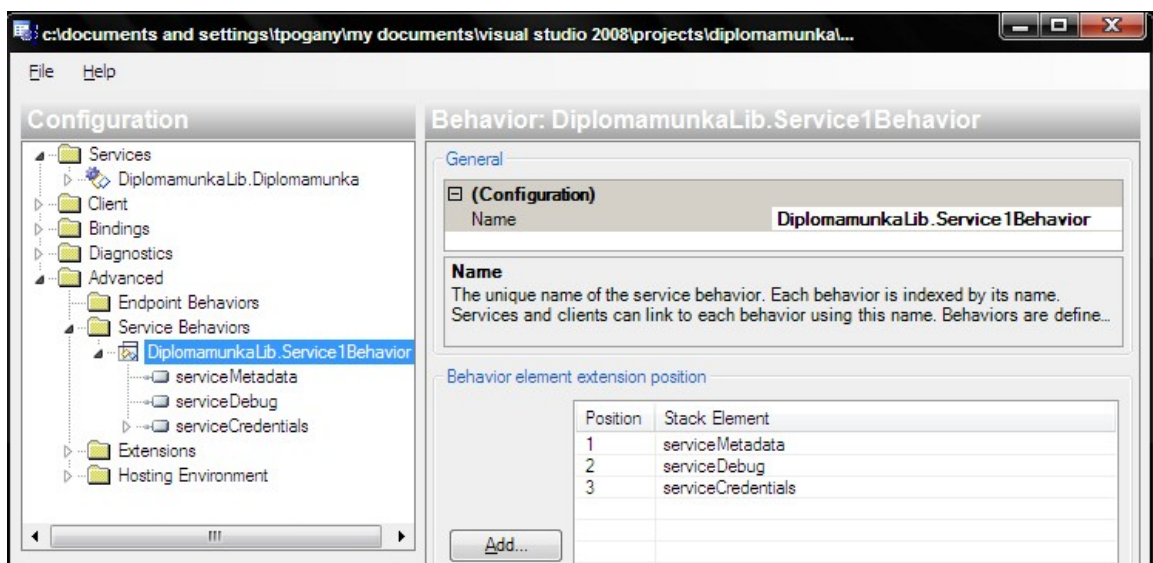 c:\documents and settings\tpogany\my documents\visual studio 2008\projects\diplomamunka\...
File Help
Configuration
Services
DiplomamunkaLib.Diplomamunka
Client
Bindings
Diagnostics
Advanced
Endpoint Behaviors
Service Behaviors
DiplomamunkaLib.Service1Behavior
serviceMetadata
serviceDebug
serviceCredentials
Extensions
Hosting Environment
Behavior: DiplomamunkaLib.Service1Behavior
General
(Configuration)
Name DiplomamunkaLib.Service1Behavior
Name
The unique name of the service behavior. Each behavior is indexed by its name.
Services and clients can link to each behavior using this name. Behaviors are define...
Behavior element extension position
Position Stack Element
1 serviceMetadata
2 serviceDebug
3 serviceCredentials
Add...